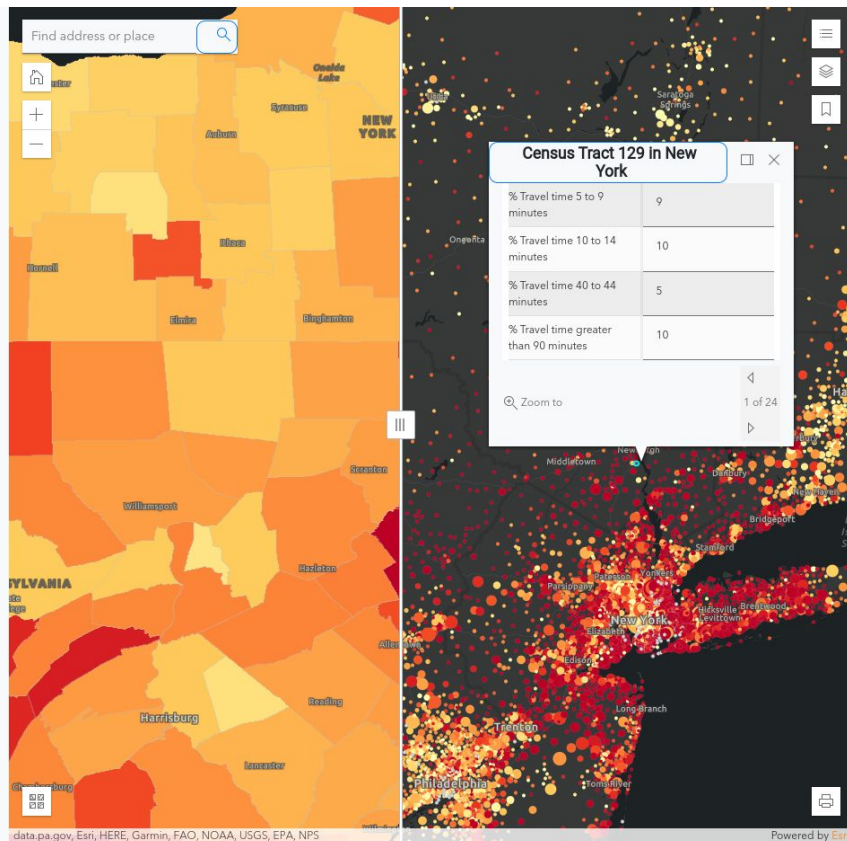 Find address or place
Oneida
Lake
Syracuse
NEW
YORK
Auburn
Ithaca
Hornell
Elmira
Binghamton
Scranton
Williamsport
Hazleton
SYLVANIA
Harrisburg
Reading
Lancaster
data.pa.gov, Esri, HERE, Garmin, FAO, NOAA, USGS, EPA, NPS
Saratoga
Springs
Census Tract 129 in New
York
% Travel time 5 to 9
minutes
9
% Travel time 10 to 14
minutes
10
% Travel time 40 to 44
minutes
5
% Travel time greater
than 90 minutes
10
Zoom to
1 of 24
Oneonta
Middletown
Danbury
New Haven
Bridgeport
Stamford
Paterson
Yonkers
Parsippany
New York
Hicksville
Levittown
Brentwood
Elizabeth
Edison
Long Branch
Trenton
Philadelphia
Toms River
Powered by Esr